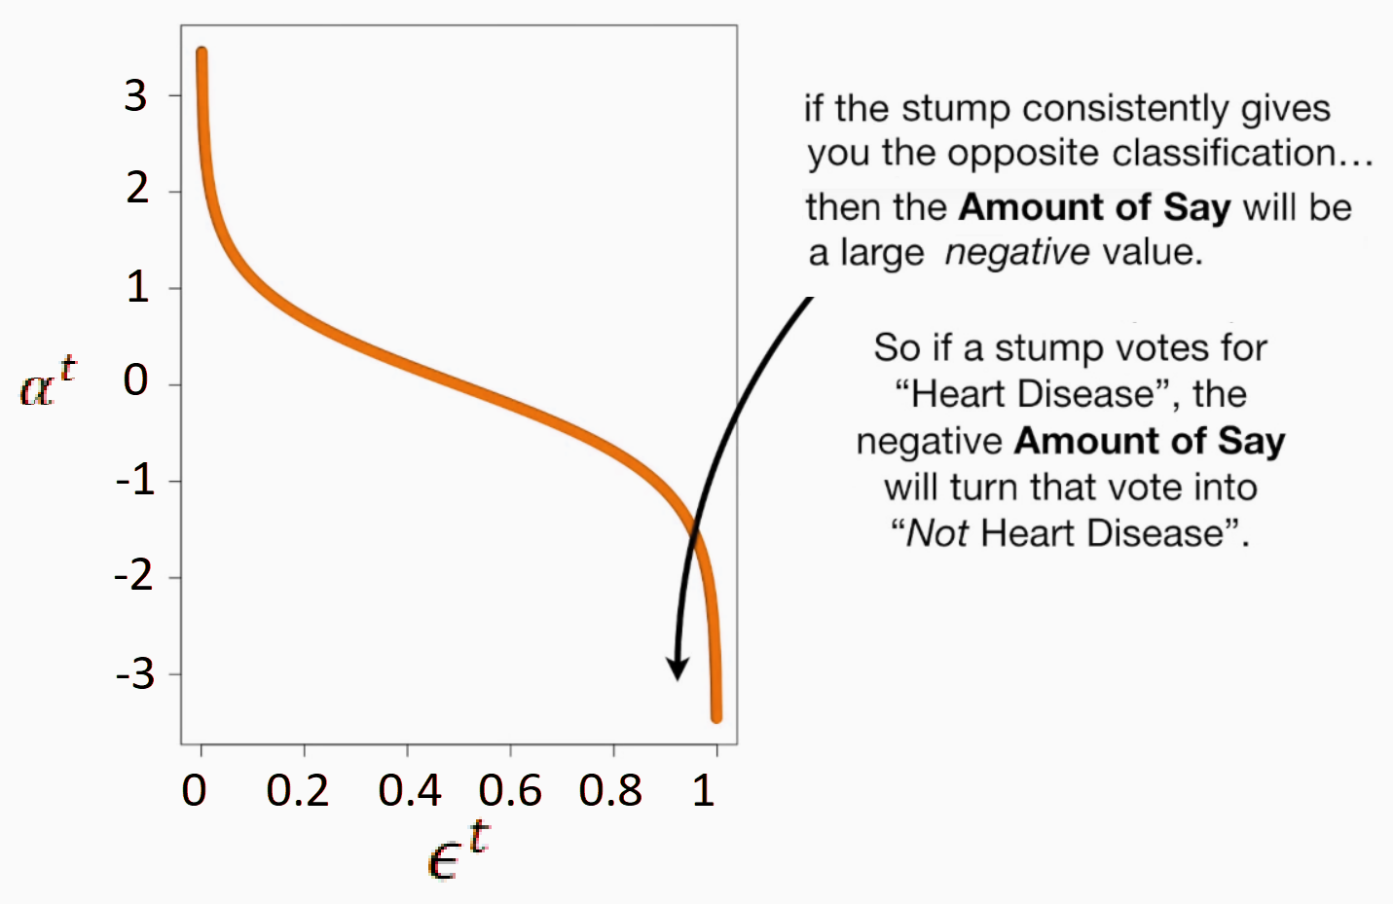 if the stump consistently gives
you the opposite classification...
then the Amount of Say will be
a large negative value.
So if a stump votes for
“Heart Disease”, the
negative Amount of Say
will turn that vote into
“Not Heart Disease”.
3
2
1
0
-1
-2
-3
α^t
0 0.2 0.4 0.6 0.8 1
ϵ^t